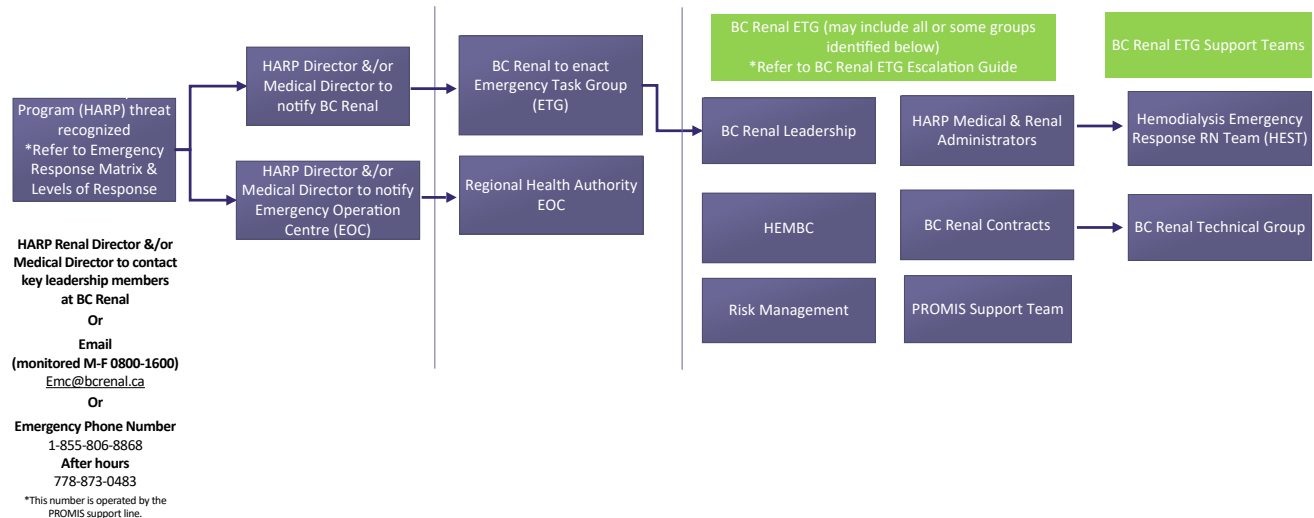 Program (HARP) threat
recognized
*Refer to Emergency
Response Matrix &
Levels of Response
HARP Director &/or
Medical Director to
notify BC Renal
HARP Director &/or
Medical Director to notify
Emergency Operation
Centre (EOC)
BC Renal to enact
Emergency Task Group
(ETG)
Regional Health Authority
EOC
BC Renal ETG (may include all or some groups
identified below)
*Refer to BC Renal ETG Escalation Guide
BC Renal ETG Support Teams
BC Renal Leadership
HARP Medical & Renal
Administrators
Hemodialysis Emergency
Response RN Team (HEST)
HEMBC
BC Renal Contracts
BC Renal Technical Group
Risk Management
PROMIS Support Team
HARP Renal Director &/or
Medical Director to contact
key leadership members
at BC Renal
Or
Email
(monitored M-F 0800-1600)
Emc@bcrenal.ca
Or
Emergency Phone Number
1-855-806-8868
After hours
778-873-0483
*This number is operated by the
PROMIS support line.